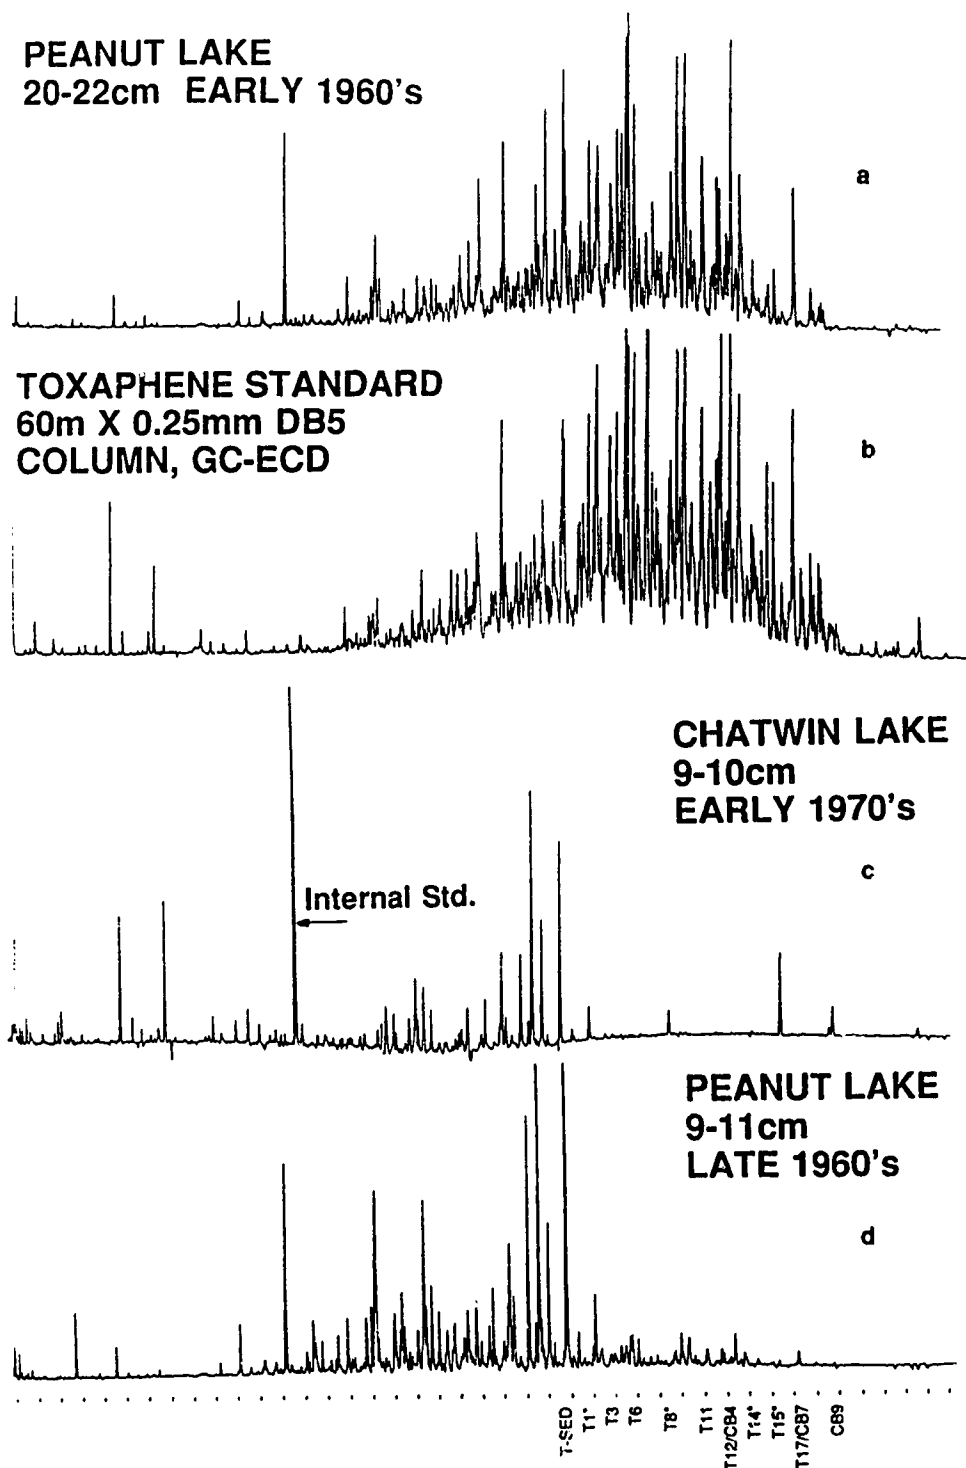 PEANUT LAKE
20-22cm EARLY 1960's
a
TOXAPHENE STANDARD
60m X 0.25mm DB5
COLUMN, GC-ECD
b
CHATWIN LAKE
9-10cm
EARLY 1970's
c
Internal Std.
PEANUT LAKE
9-11cm
LATE 1960's
d
T-SED
T1*
T3
T6
T8*
T11
T12/CB4
T14*
T15*
T17/CB7
CB9